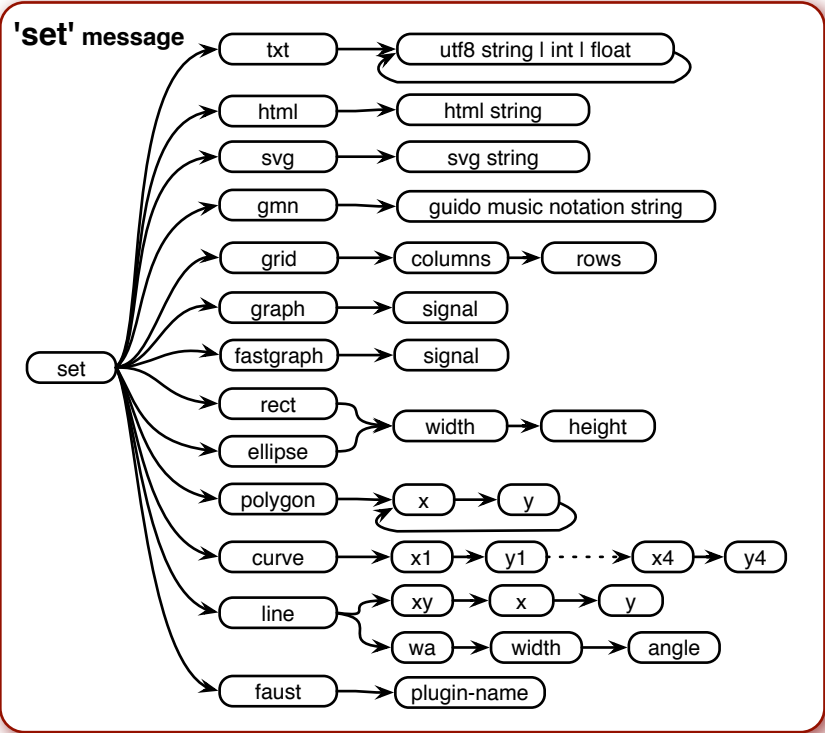 'set' message
txt
utf8 string | int | float
html
html string
svg
svg string
gmn
guido music notation string
grid
columns
rows
graph
signal
fastgraph
signal
set
rect
ellipse
width
height
polygon
x
y
curve
x1
y1
x4
y4
line
xy
x
y
wa
width
angle
faust
plugin-name